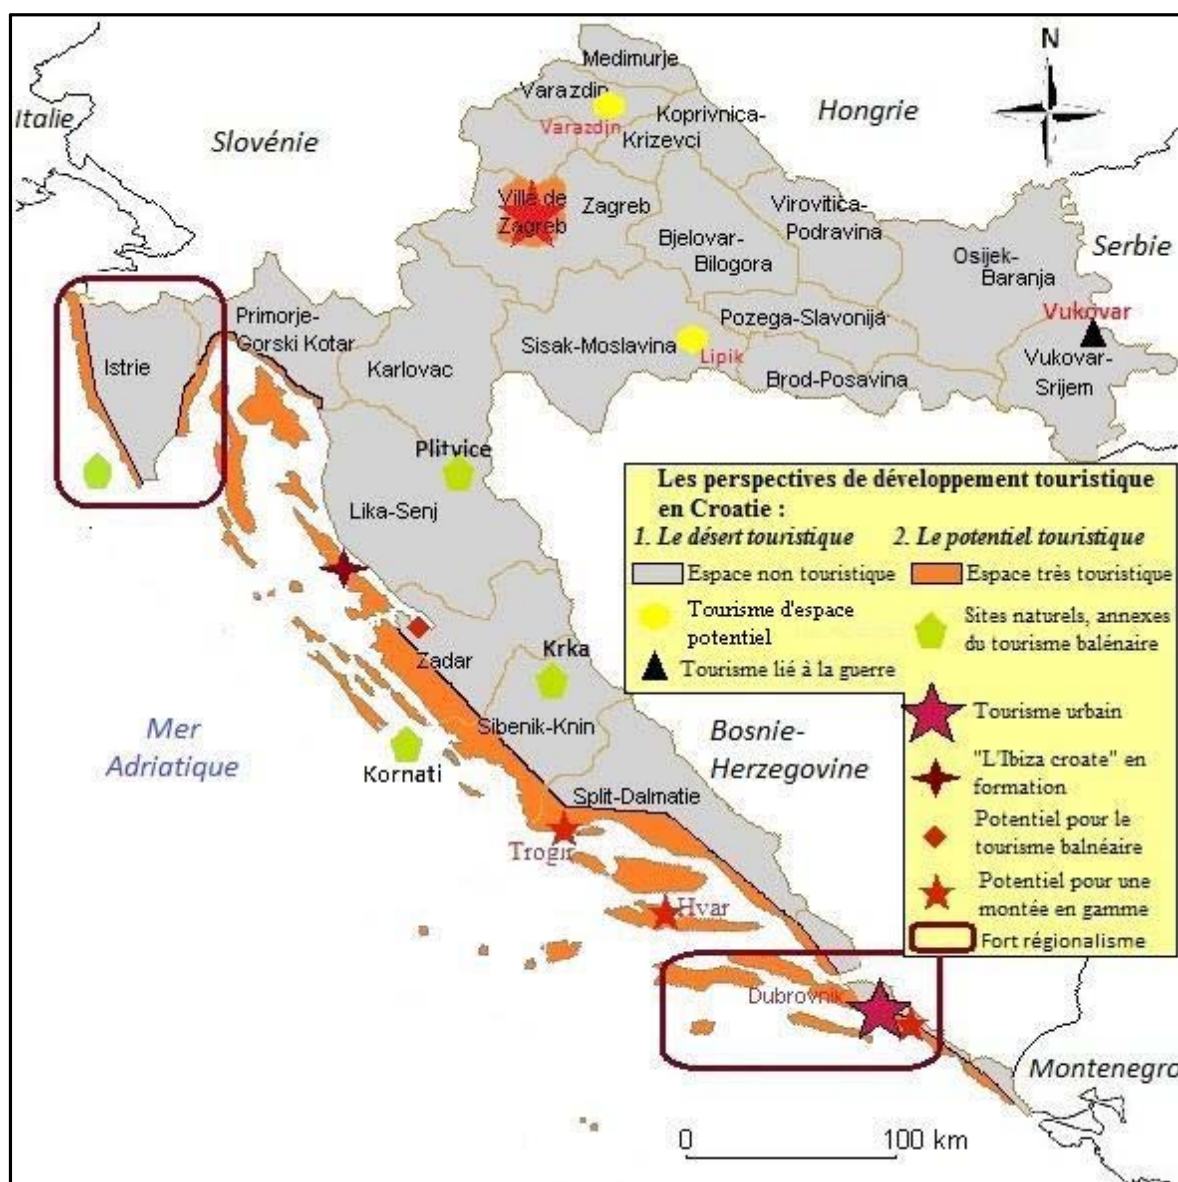 N
Medimurje
Varazdin
Italie
Hongrie
Koprivnica-
Varazdin
Krizevci
Slovénie
Ville de
Zagreb
Zagreb
Virovitica-
Podravina
Bjelovar-
Bilogora
Serbie
Osijek-
Baranja
Vukovar
Primorje-
Gorski Kotar
Pozega-Slavonija
Sisak-Moslavina
Lipik
Istrie
Karlovac
Brod-Posavina
Vukovar-
Srijem
Plitvice
Lika-Senj
Les perspectives de développement touristique
en Croatie :
1. Le désert touristique
Espace non touristique
Tourisme d'espace
potentiel
Tourisme lié à la guerre
2. Le potentiel touristique
Espace très touristique
Sites naturels, annexes
du tourisme balénaire
Tourisme urbain
"L'Ibiza croate" en
formation
Potentiel pour le
tourisme balnéaire
Potentiel pour une
montée en gamme
Fort régionalisme
Krka
Zadar
Sibenik-Knin
Mer
Adriatique
Kornati
Bosnie-
Herzegovine
Split-Dalmatie
Trogir
Hvar
Dubrovnik
Montenegro
0
100 km